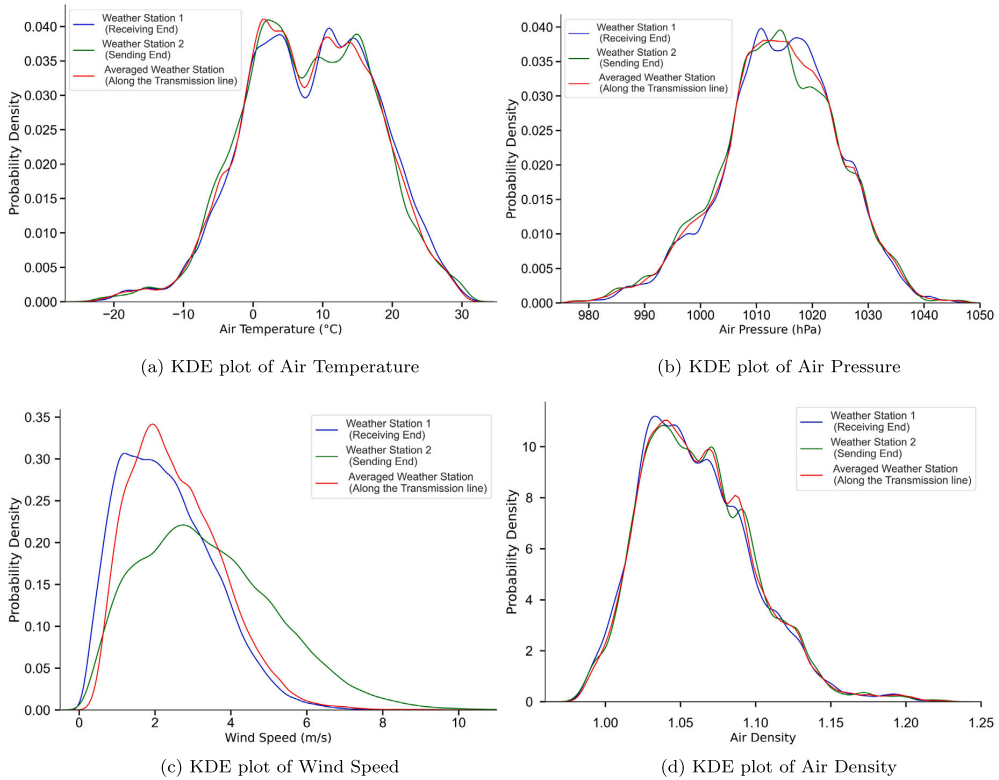 Weather Station 1
(Receiving End)
Weather Station 2
(Sending End)
Averaged Weather Station
(Along the Transmission line)
0.040
0.035
0.030
0.025
0.020
0.015
0.010
0.005
0.000
Probability Density
−20 −10 0 10 20 30
Air Temperature (°C)
(a) KDE plot of Air Temperature
Weather Station 1
(Receiving End)
Weather Station 2
(Sending End)
Averaged Weather Station
(Along the Transmission line)
0.040
0.035
0.030
0.025
0.020
0.015
0.010
0.005
0.000
Probability Density
980 990 1000 1010 1020 1030 1040 1050
Air Pressure (hPa)
(b) KDE plot of Air Pressure
Weather Station 1
(Receiving End)
Weather Station 2
(Sending End)
Averaged Weather Station
(Along the Transmission line)
0.35
0.30
0.25
0.20
0.15
0.10
0.05
0.00
Probability Density
0 2 4 6 8 10
Wind Speed (m/s)
(c) KDE plot of Wind Speed
Weather Station 1
(Receiving End)
Weather Station 2
(Sending End)
Averaged Weather Station
(Along the Transmission line)
10
8
6
4
2
0
Probability Density
1.00 1.05 1.10 1.15 1.20 1.25
Air Density
(d) KDE plot of Air Density